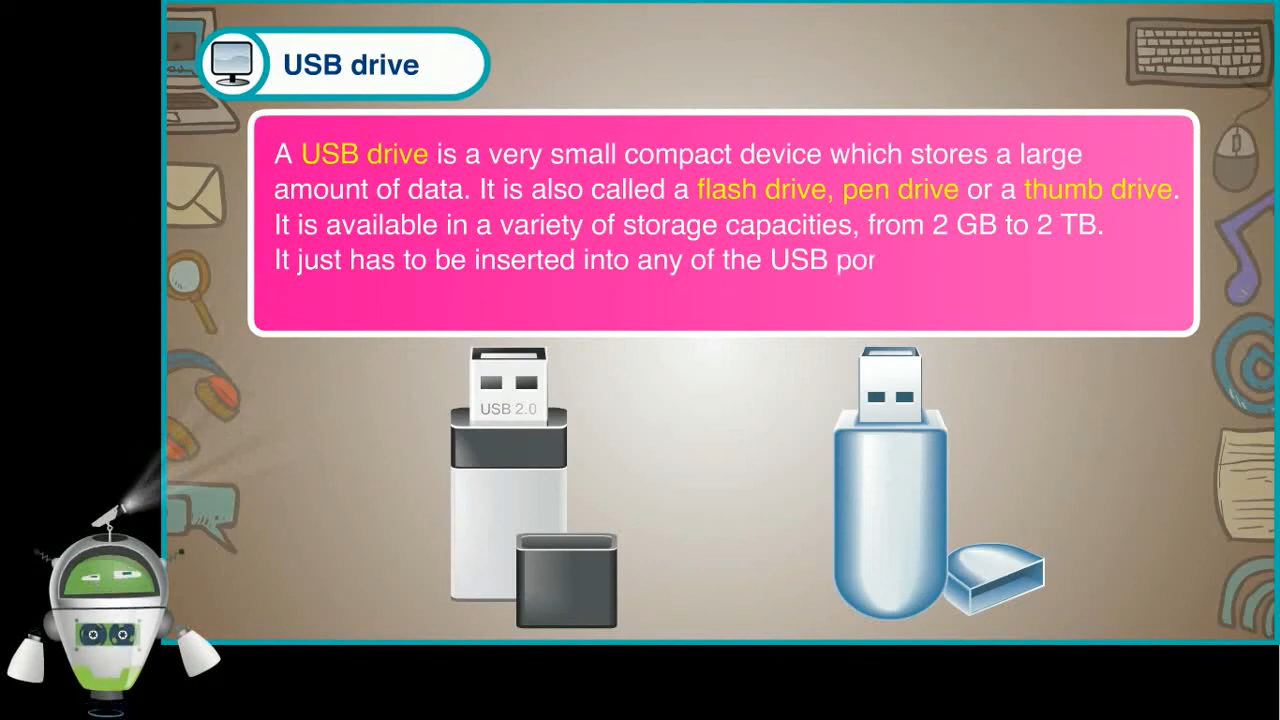 USB drive
A USB drive is a very small compact device which stores a large
amount of data. It is also called a flash drive, pen drive or a thumb drive.
It is available in a variety of storage capacities, from 2 GB to 2 TB.
It just has to be inserted into any of the USB por
USB 2.0